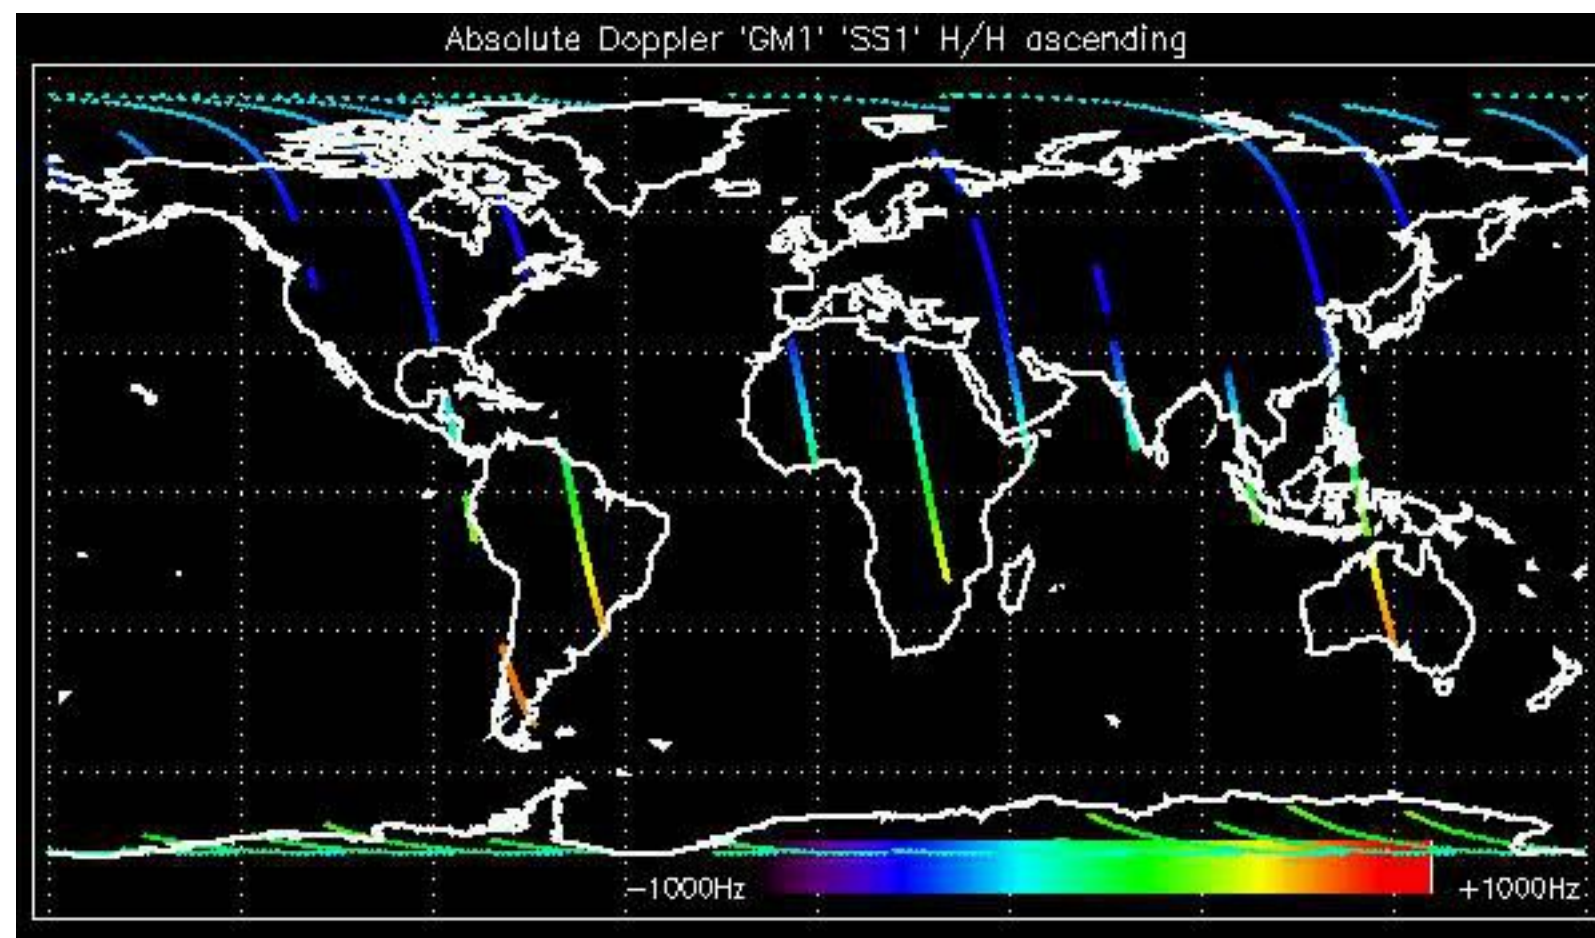 Absolute Doppler 'GM1' 'SS1' H/H ascending
-1000Hz
+1000Hz